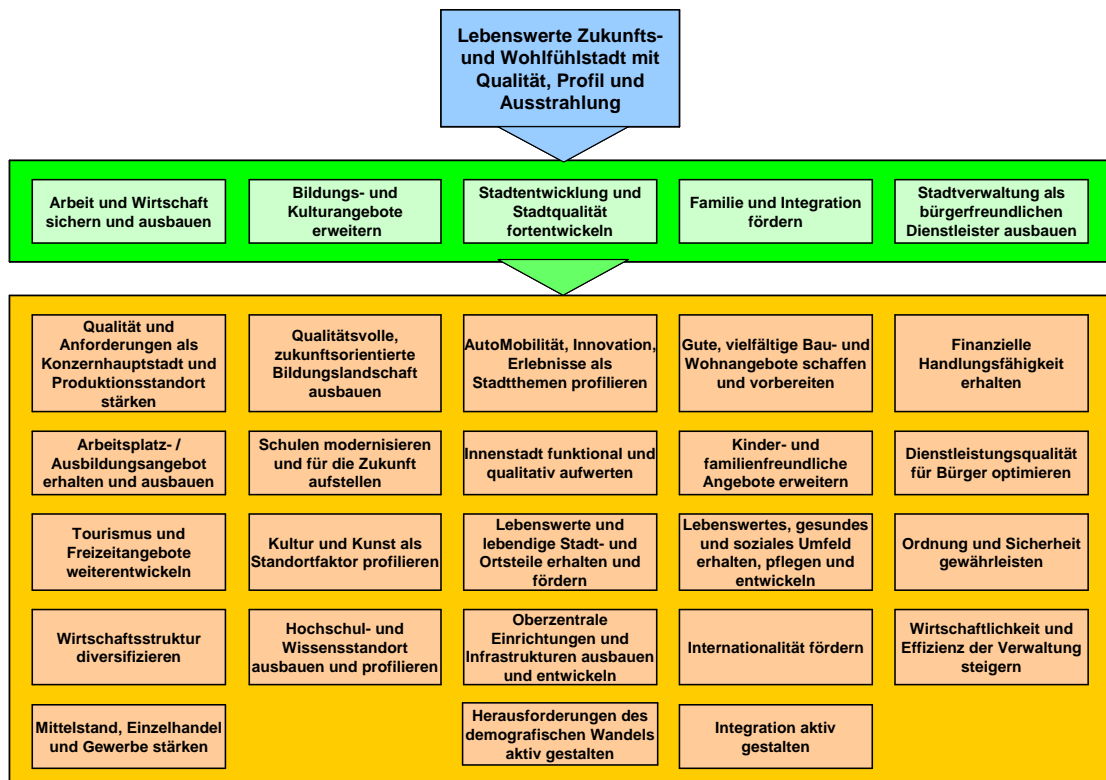 Lebenswerte Zukunfts-
und Wohlfühlstadt mit
Qualität, Profil und
Ausstrahlung
Arbeit und Wirtschaft
sichern und ausbauen
Bildungs- und
Kulturangebote
erweitern
Stadtentwicklung und
Stadtqualität
fortentwickeln
Familie und Integration
fördern
Stadtverwaltung als
bürgerfreundlichen
Dienstleister ausbauen
Qualität und
Anforderungen als
Konzernhauptstadt und
Produktionsstandort
stärken
Qualitätsvolle,
zukunftsorientierte
Bildungslandschaft
ausbauen
AutoMobilität, Innovation,
Erlebnisse als
Stadtthemen profilieren
Gute, vielfältige Bau- und
Wohnangebote schaffen
und vorbereiten
Finanzielle
Handlungsfähigkeit
erhalten
Arbeitsplatz- /
Ausbildungsangebot
erhalten und ausbauen
Schulen modernisieren
und für die Zukunft
aufstellen
Innenstadt funktional und
qualitativ aufwerten
Kinder- und
familienfreundliche
Angebote erweitern
Dienstleistungsqualität
für Bürger optimieren
Tourismus und
Freizeitangebote
weiterentwickeln
Kultur und Kunst als
Standortfaktor profilieren
Lebenswerte und
lebendige Stadt- und
Ortsteile erhalten und
fördern
Lebenswertes, gesundes
und soziales Umfeld
erhalten, pflegen und
entwickeln
Ordnung und Sicherheit
gewährleisten
Wirtschaftsstruktur
diversifizieren
Hochschul- und
Wissensstandort
ausbauen und profilieren
Oberzentrale
Einrichtungen und
Infrastrukturen ausbauen
und entwickeln
Internationalität fördern
Wirtschaftlichkeit und
Effizienz der Verwaltung
steigern
Mittelstand, Einzelhandel
und Gewerbe stärken
Herausforderungen des
demografischen Wandels
aktiv gestalten
Integration aktiv
gestalten